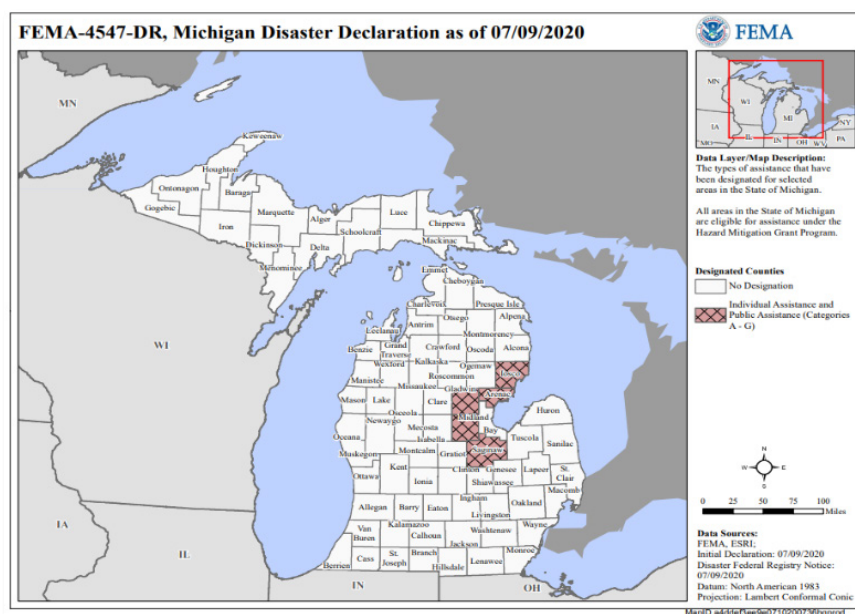 FEMA-4547-DR, Michigan Disaster Declaration as of 07/09/2020
FEMA
MN
WI
IA
IL
IN
OH
Keweenaw
Houghton
Ontonagon
Baraga
Gogebic
Marquette
Iron
Alger
Luce
Chippewa
Schoolcraft
Mackinac
Dickinson
Delta
Menominee
Emmet
Cheboygan
Presque Isle
Charlevoix
Otsego
Alpena
Antrim
Montmorency
Leelanau
Benzie
Grand
Traverse
Crawford
Oscoda
Alcona
Wexford
Kalkaska
Manistee
Missaukee
Roscommon
Ogemaw
Iosco
Gladwin
Arenac
Mason
Lake
Osceola
Clare
Midland
Huron
Newaygo
Mecosta
Isabella
Bay
Oceana
Muskegon
Montcalm
Gratiot
Saginaw
Tuscola
Sanilac
Ottawa
Kent
Ionia
Clinton
Shiawassee
Genesee
Lapeer
St.
Clair
Macomb
Allegan
Barry
Eaton
Ingham
Livingston
Oakland
Van
Buren
Kalamazoo
Calhoun
Jackson
Washtenaw
Wayne
Berrien
Cass
St.
Joseph
Branch
Hillsdale
Lenawee
Monroe
MN
WI
MI
IA
IL
IN
OH
NY
PA
MO
WV
Data Layer/Map Description:
The types of assistance that have
been designated for selected
areas in the State of Michigan.
All areas in the State of Michigan
are eligible for assistance under the
Hazard Mitigation Grant Program.
Designated Counties
No Designation
Individual Assistance and
Public Assistance (Categories
A - G)
N
W
E
S
0 25 50 75 100
Miles
Data Sources:
FEMA, ESRI;
Initial Declaration: 07/09/2020
Disaster Federal Registry Notice:
07/09/2020
Datum: North American 1983
Projection: Lambert Conformal Conic